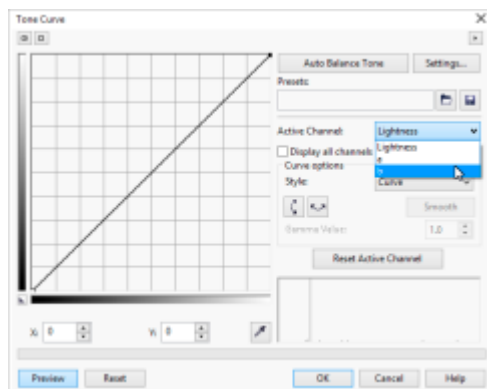 Tone Curve
Auto Balance Tone
Settings...
Presets:
Active Channel:
Lightness
Lightness
a
b
Display all channels
Curve options
Style:
Curve
Smooth
Gamma Value:
1.0
Reset Active Channel
X: 0
Y: 0
Preview
Reset
OK
Cancel
Help